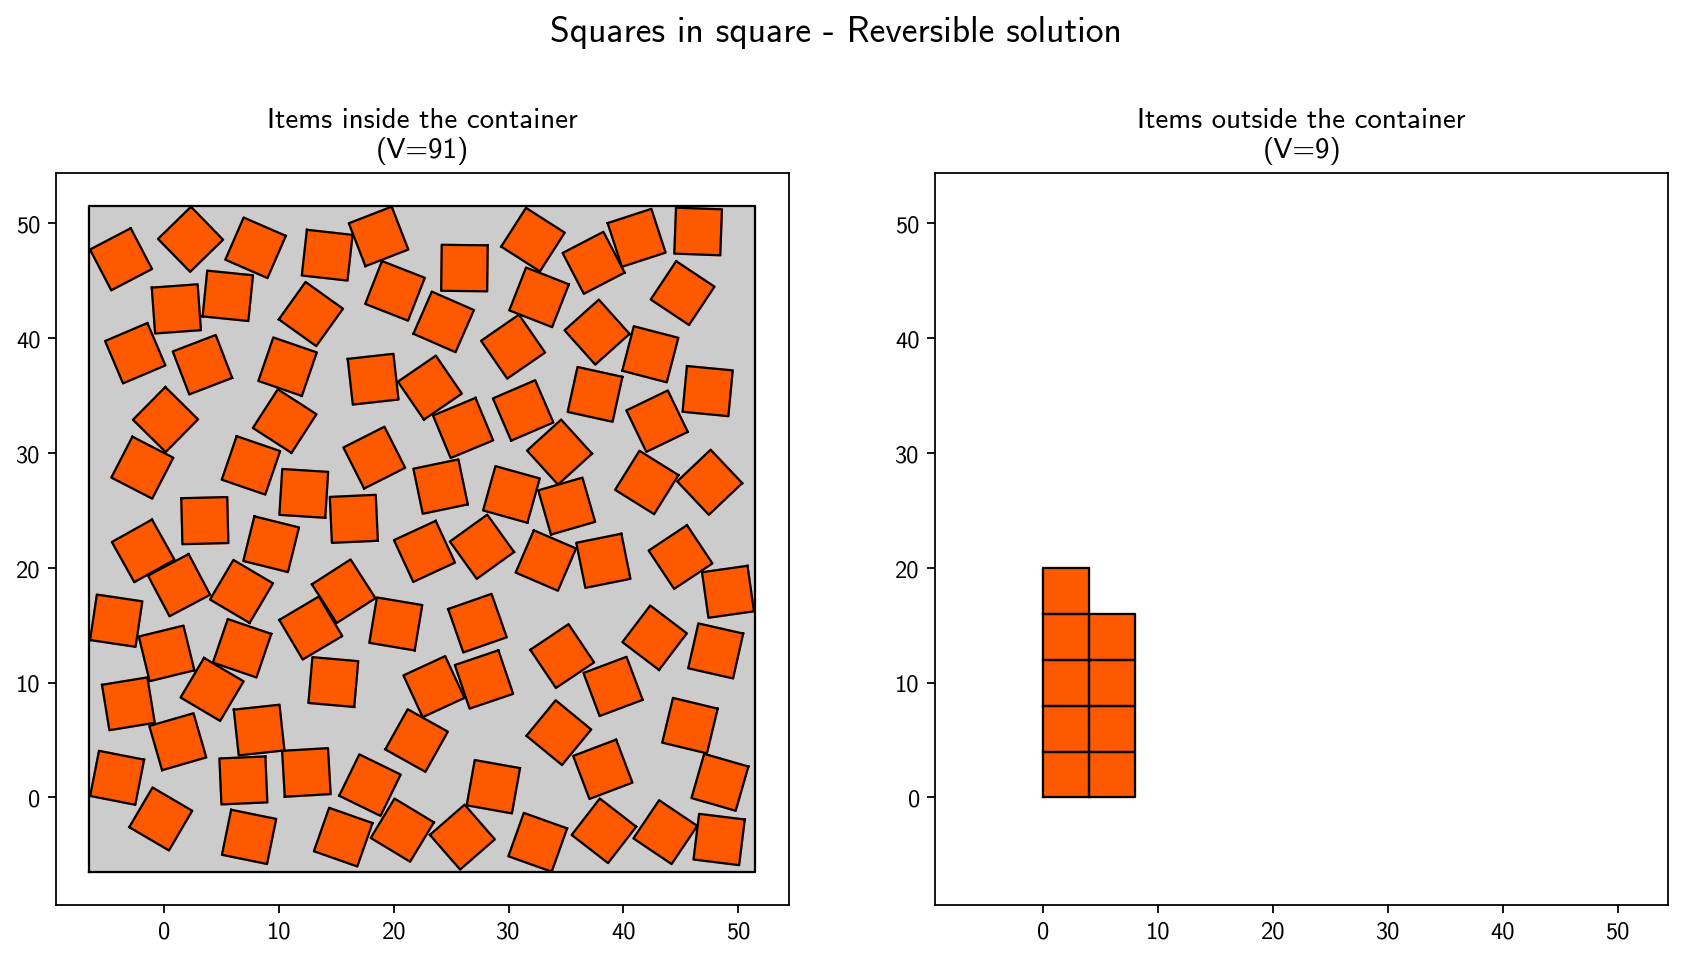 Squares in square - Reversible solution
Items inside the container
(V=91)
Items outside the container
(V=9)
50
40
30
20
10
0
0 10 20 30 40 50
50
40
30
20
10
0
0 10 20 30 40 50